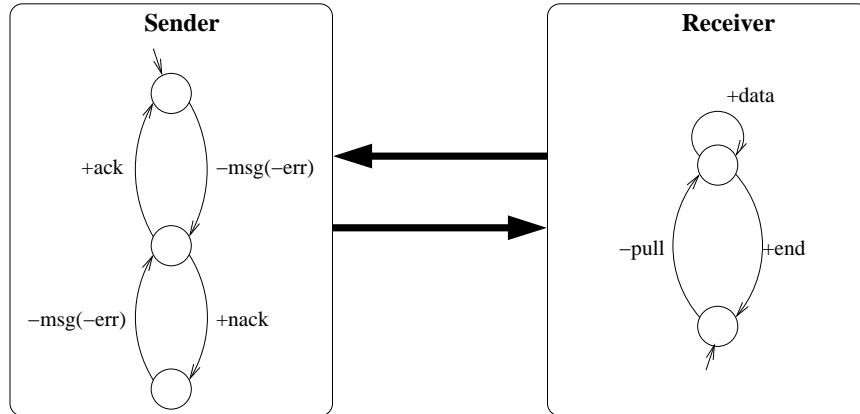 Sender
+ack
−msg(−err)
−msg(−err)
+nack
Receiver
+data
−pull
+end